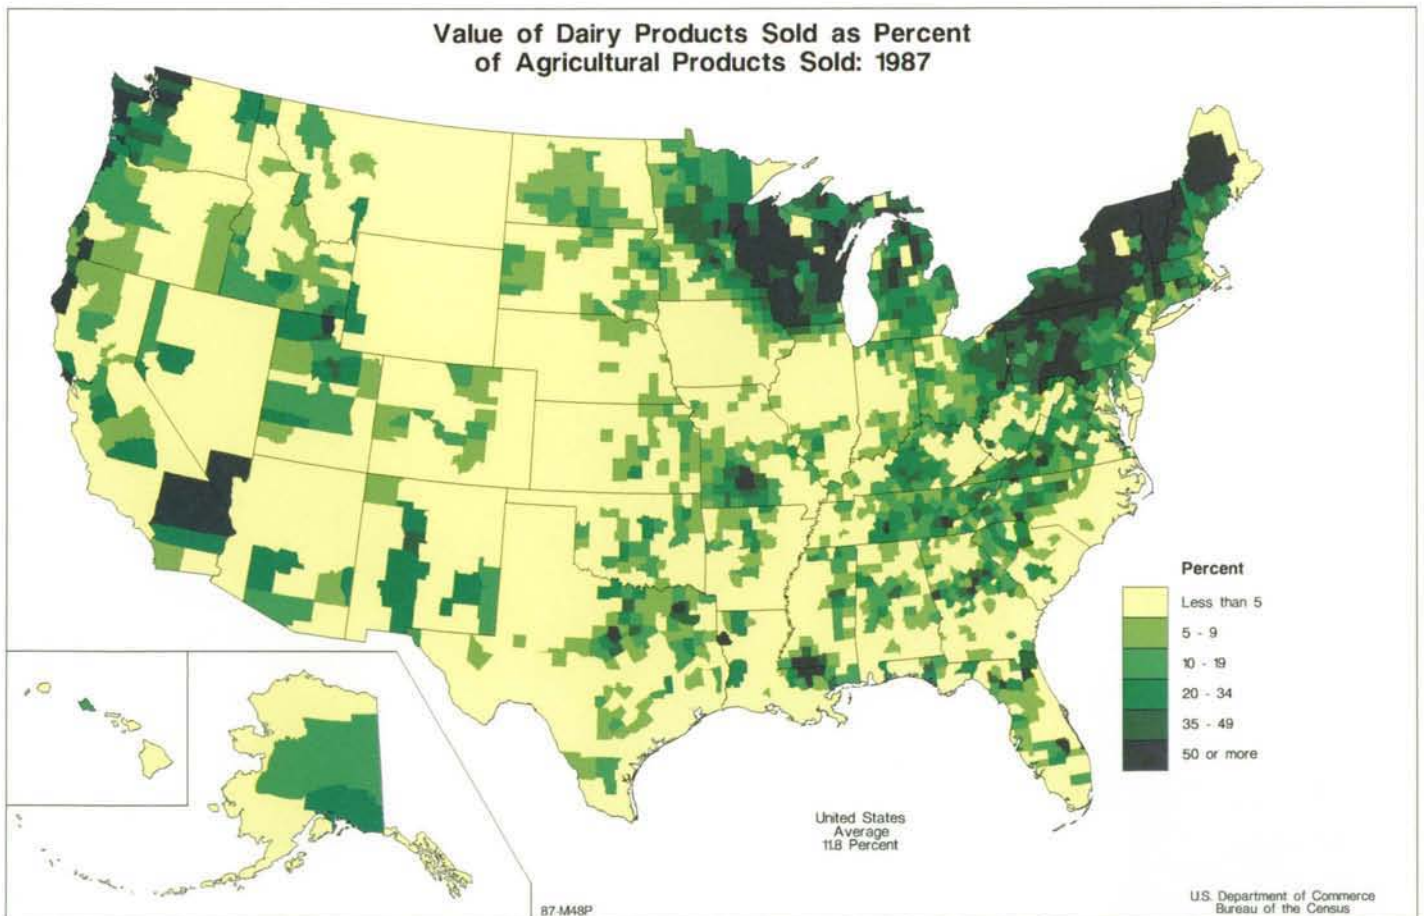 Value of Dairy Products Sold as Percent
of Agricultural Products Sold: 1987
Percent
Less than 5
5 - 9
10 - 19
20 - 34
35 - 49
50 or more
United States
Average
11.8 Percent
87-M48P
U.S. Department of Commerce
Bureau of the Census